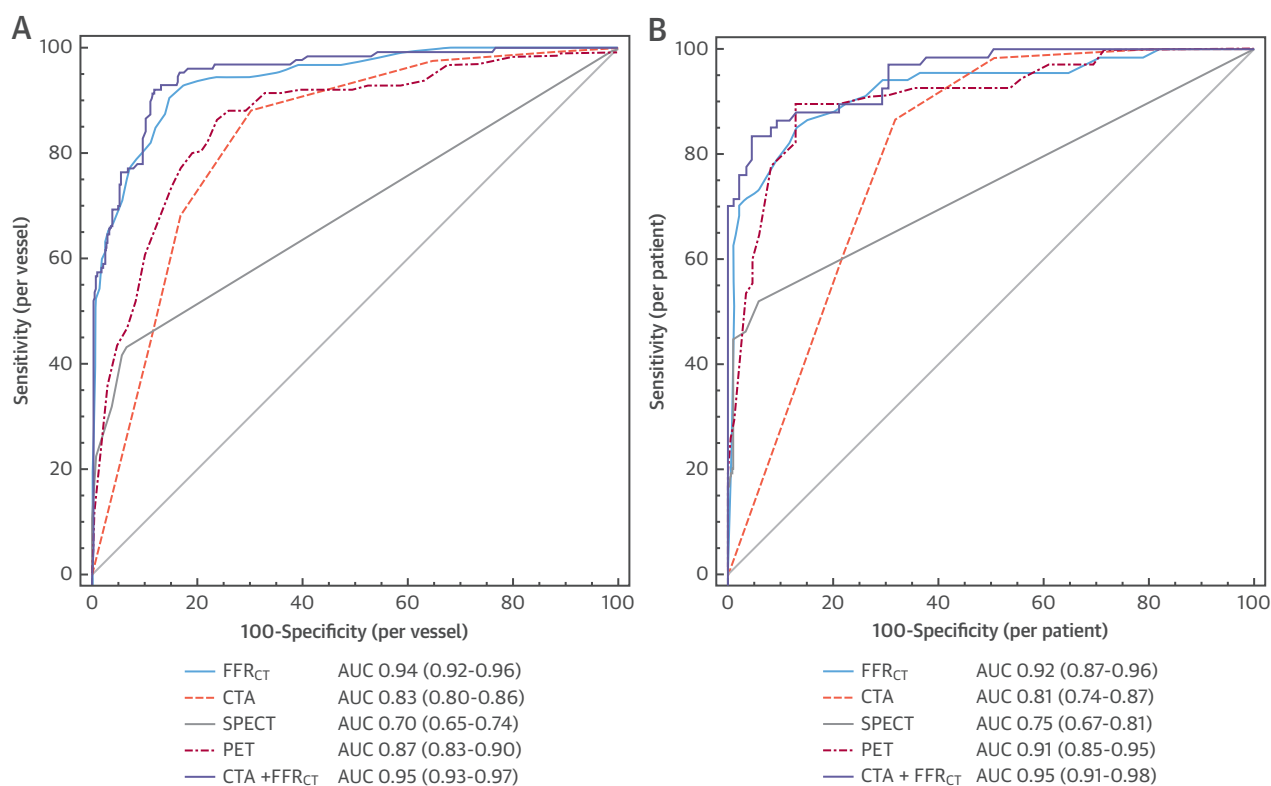 A
100
80
60
40
20
0
Sensitivity (per vessel)
0 20 40 60 80 100
100-Specificity (per vessel)
FFRCT AUC 0.94 (0.92-0.96)
CTA AUC 0.83 (0.80-0.86)
SPECT AUC 0.70 (0.65-0.74)
PET AUC 0.87 (0.83-0.90)
CTA +FFRCT AUC 0.95 (0.93-0.97)
B
100
80
60
40
20
0
Sensitivity (per patient)
0 20 40 60 80 100
100-Specificity (per patient)
FFRCT AUC 0.92 (0.87-0.96)
CTA AUC 0.81 (0.74-0.87)
SPECT AUC 0.75 (0.67-0.81)
PET AUC 0.91 (0.85-0.95)
CTA + FFRCT AUC 0.95 (0.91-0.98)